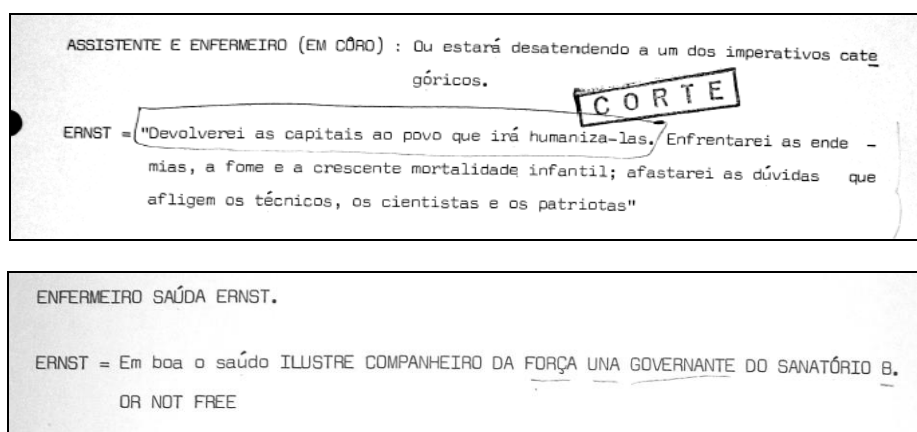 ASSISTENTE E ENFERMEIRO (EM CÔRO) : Ou estará desatendendo a um dos imperativos cate
góricos.
CORTE
ERNST = "Devolverei as capitais ao povo que irá humaniza-las. Enfrentarei as ende -
mias, a fome e a crescente mortalidade infantil; afastarei as dúvidas que
afligem os técnicos, os cientistas e os patriotas"
ENFERMEIRO SAÚDA ERNST.
ERNST = Em boa o saúdo ILUSTRE COMPANHEIRO DA FORÇA UNA GOVERNANTE DO SANATÓRIO B.
OR NOT FREE